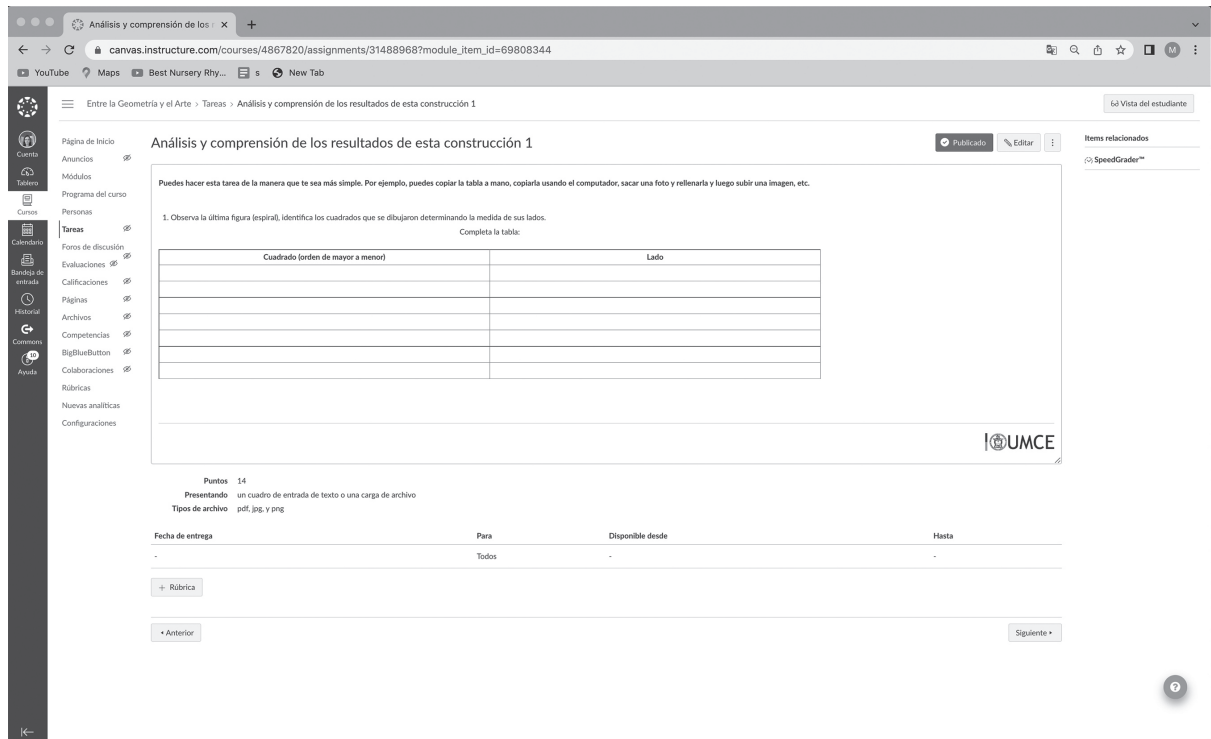 Análisis y comprensión de los r
canvas.instructure.com/courses/4867820/assignments/31488968?module_item_id=69808344
M
YouTube Maps Best Nursery Rhy... s New Tab
Entre la Geometría y el Arte > Tareas > Análisis y comprensión de los resultados de esta construcción 1
Vista del estudiante
Cuenta
Tablero
Cursos
Calendario
Bandeja de entrada
Historial
Commons
10
Ayuda
Página de Inicio
Anuncios
Módulos
Programa del curso
Personas
Tareas
Foros de discusión
Evaluaciones
Calificaciones
Páginas
Archivos
Competencias
BigBlueButton
Colaboraciones
Rúbricas
Nuevas analíticas
Configuraciones
Análisis y comprensión de los resultados de esta construcción 1
Publicado Editar
Puedes hacer esta tarea de la manera que te sea más simple. Por ejemplo, puedes copiar la tabla a mano, copiarla usando el computador, sacar una foto y rellenarla y luego subir una imagen, etc.
1. Observa la última figura (espiral), identifica los cuadrados que se dibujaron determinando la medida de sus lados.
Completa la tabla:
Cuadrado (orden de mayor a menor) Lado
UMCE
Puntos 14
Presentando un cuadro de entrada de texto o una carga de archivo
Tipos de archivo pdf, jpg, y png
Fecha de entrega Para Disponible desde Hasta
- Todos - -
+ Rúbrica
Anterior Siguiente
Items relacionados
SpeedGrader™
?